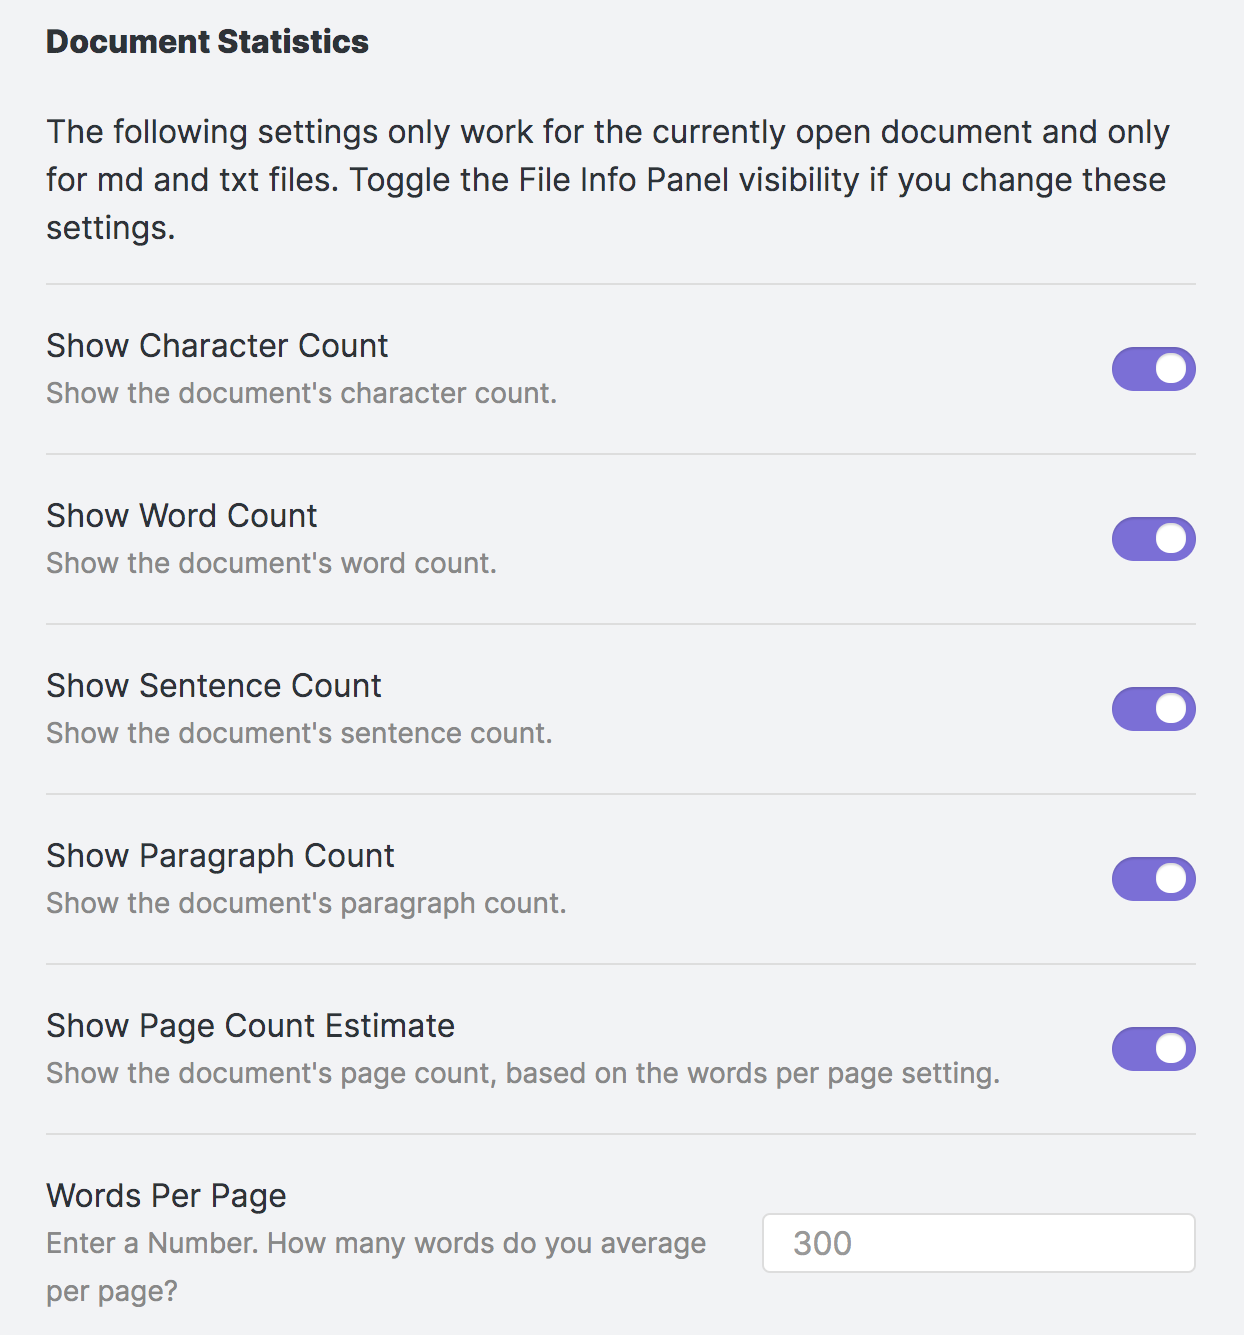 Document Statistics
The following settings only work for the currently open document and only
for md and txt files. Toggle the File Info Panel visibility if you change these
settings.
Show Character Count
Show the document's character count.
Show Word Count
Show the document's word count.
Show Sentence Count
Show the document's sentence count.
Show Paragraph Count
Show the document's paragraph count.
Show Page Count Estimate
Show the document's page count, based on the words per page setting.
Words Per Page
Enter a Number. How many words do you average
per page?
300